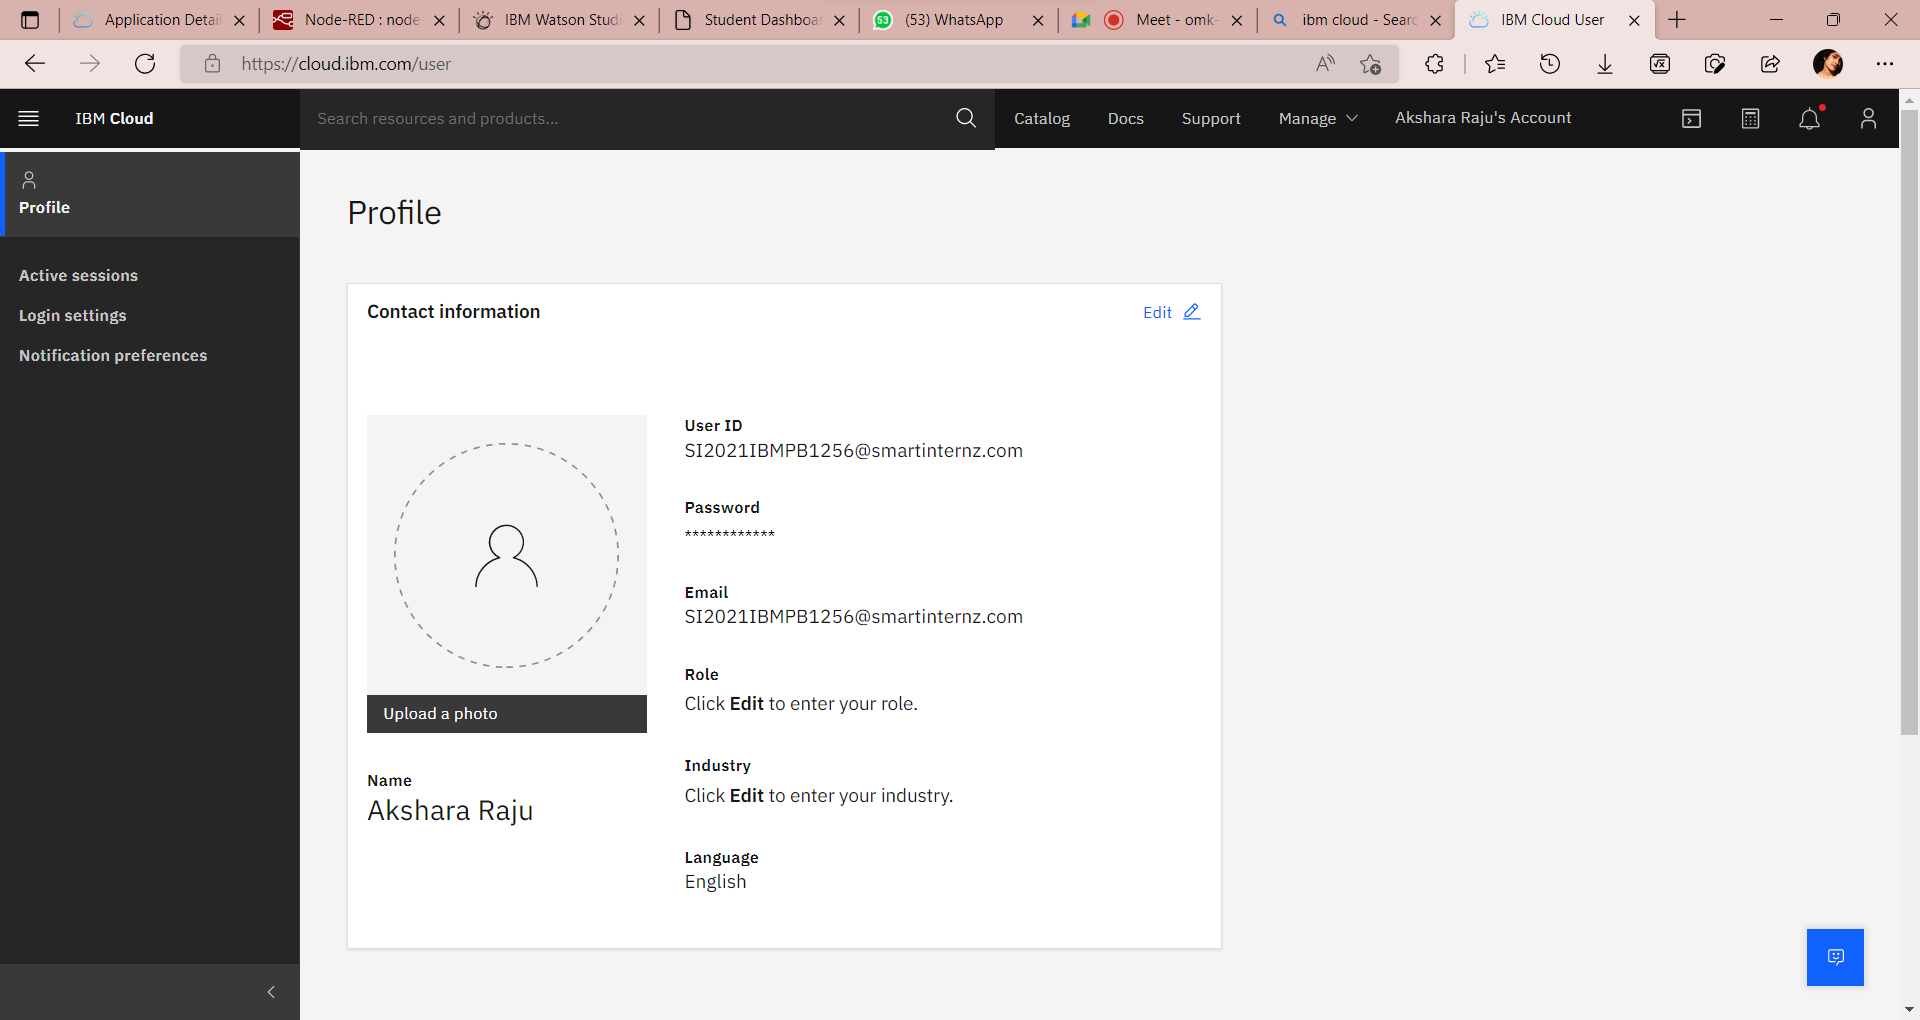 Application Detail
Node-RED : node
IBM Watson Studi
Student Dashboar
53
(53) WhatsApp
Meet - omk-
ibm cloud - Searc
IBM Cloud User
https://cloud.ibm.com/user
IBM Cloud
Search resources and products...
Catalog
Docs
Support
Manage
Akshara Raju's Account
Profile
Active sessions
Login settings
Notification preferences
Profile
Contact information
Edit
Upload a photo
Name
Akshara Raju
User ID
SI2021IBMPB1256@smartinternz.com
Password
************
Email
SI2021IBMPB1256@smartinternz.com
Role
Click Edit to enter your role.
Industry
Click Edit to enter your industry.
Language
English